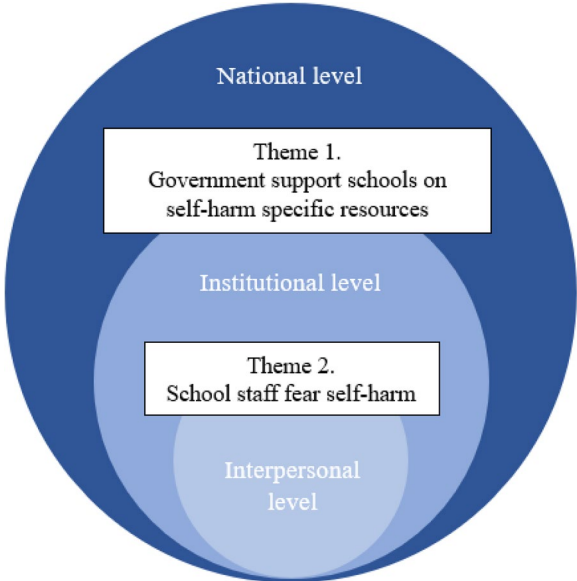 National level
Theme 1.
Government support schools on
self-harm specific resources
Institutional level
Theme 2.
School staff fear self-harm
Interpersonal
level